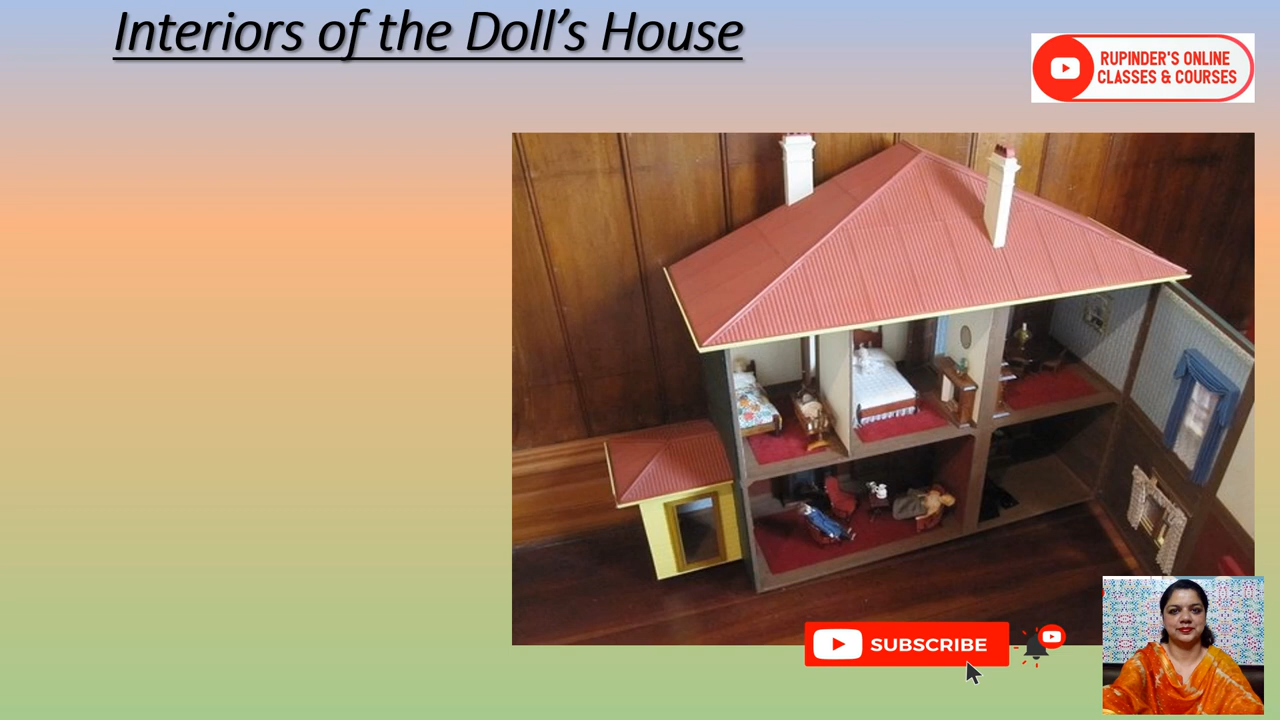 Interiors of the Doll’s House
RUPINDER'S ONLINE
CLASSES & COURSES
SUBSCRIBE